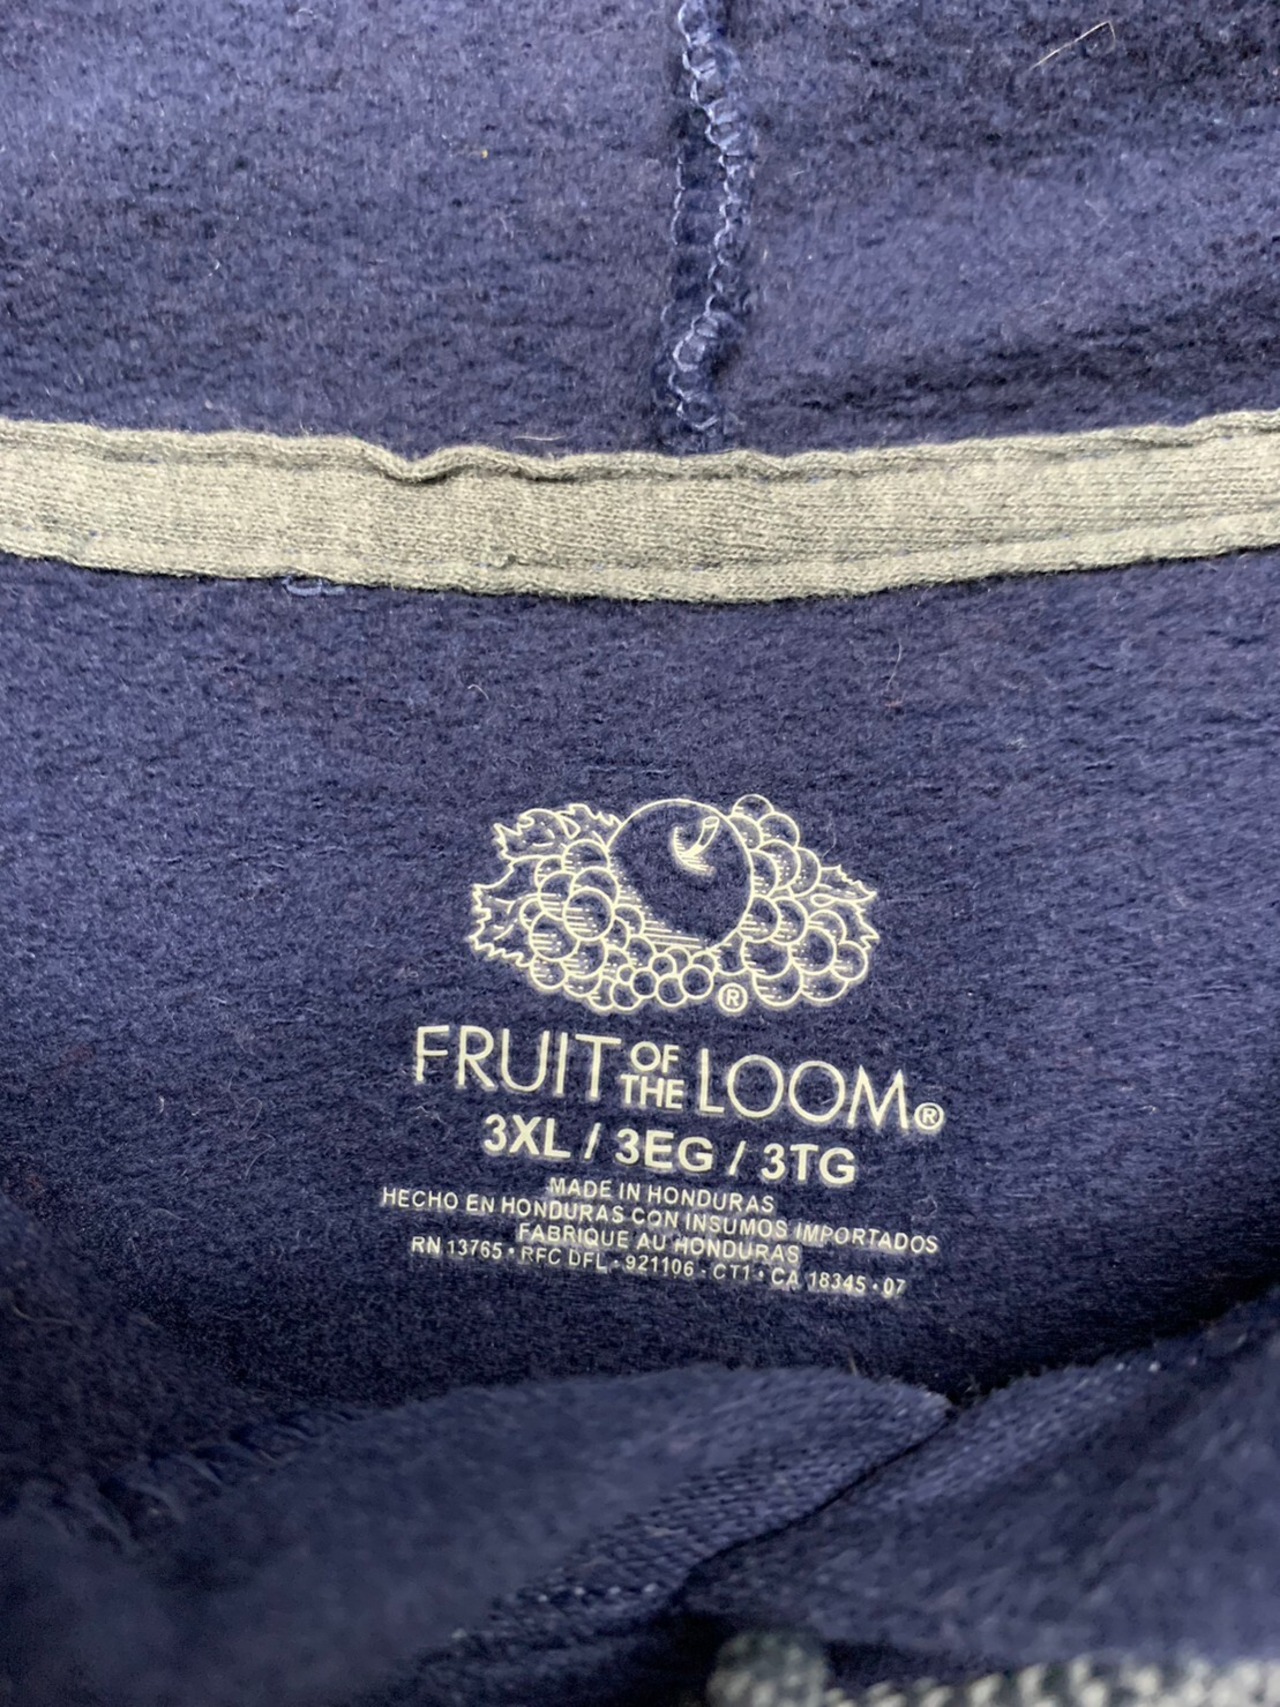 ®
FRUIT OF THE LOOM®
3XL / 3EG / 3TG
MADE IN HONDURAS
HECHO EN HONDURAS CON INSUMOS IMPORTADOS
FABRIQUE AU HONDURAS
RN 13765 • RFC DFL - 921106 - CT1 • CA 18345 • 07